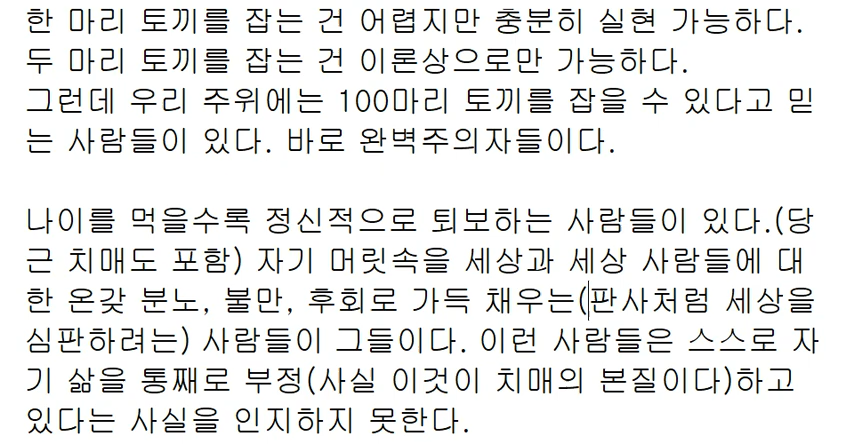 한 마리 토끼를 잡는 건 어렵지만 충분히 실현 가능하다.
두 마리 토끼를 잡는 건 이론상으로만 가능하다.
그런데 우리 주위에는 100마리 토끼를 잡을 수 있다고 믿
는 사람들이 있다. 바로 완벽주의자들이다.
나이를 먹을수록 정신적으로 퇴보하는 사람들이 있다.(당
근 치매도 포함) 자기 머릿속을 세상과 세상 사람들에 대
한 온갖 분노, 불만, 후회로 가득 채우는(판사처럼 세상을
심판하려는) 사람들이 그들이다. 이런 사람들은 스스로 자
기 삶을 통째로 부정(사실 이것이 치매의 본질이다)하고
있다는 사실을 인지하지 못한다.